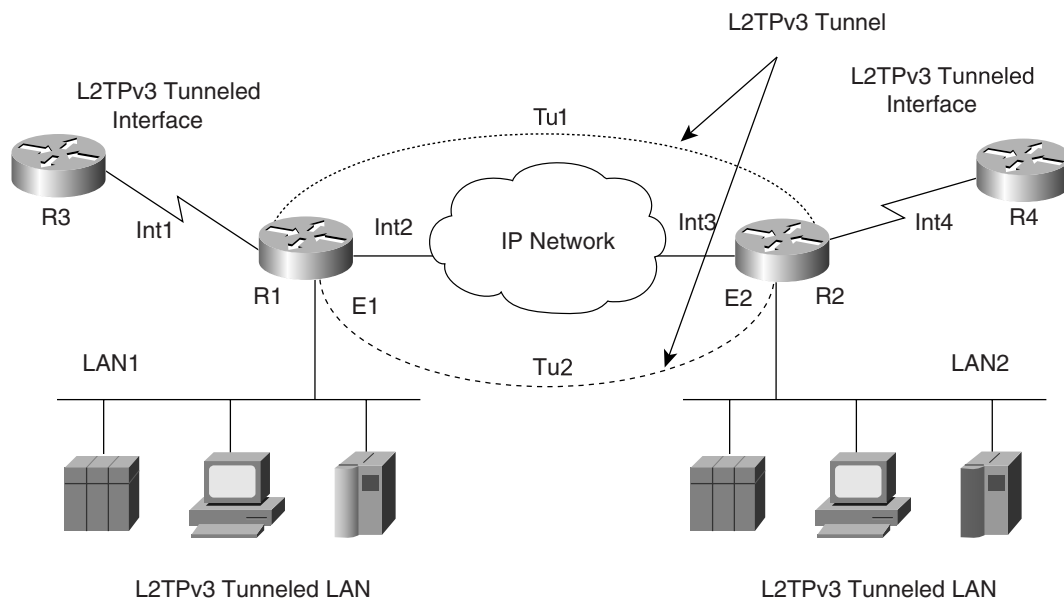 L2TPv3 Tunnel
L2TPv3 Tunneled
Interface
L2TPv3 Tunneled
Interface
Tu1
R3
Int1
Int2
IP Network
Int3
Int4
R4
R1
E1
E2
R2
LAN1
Tu2
LAN2
L2TPv3 Tunneled LAN
L2TPv3 Tunneled LAN